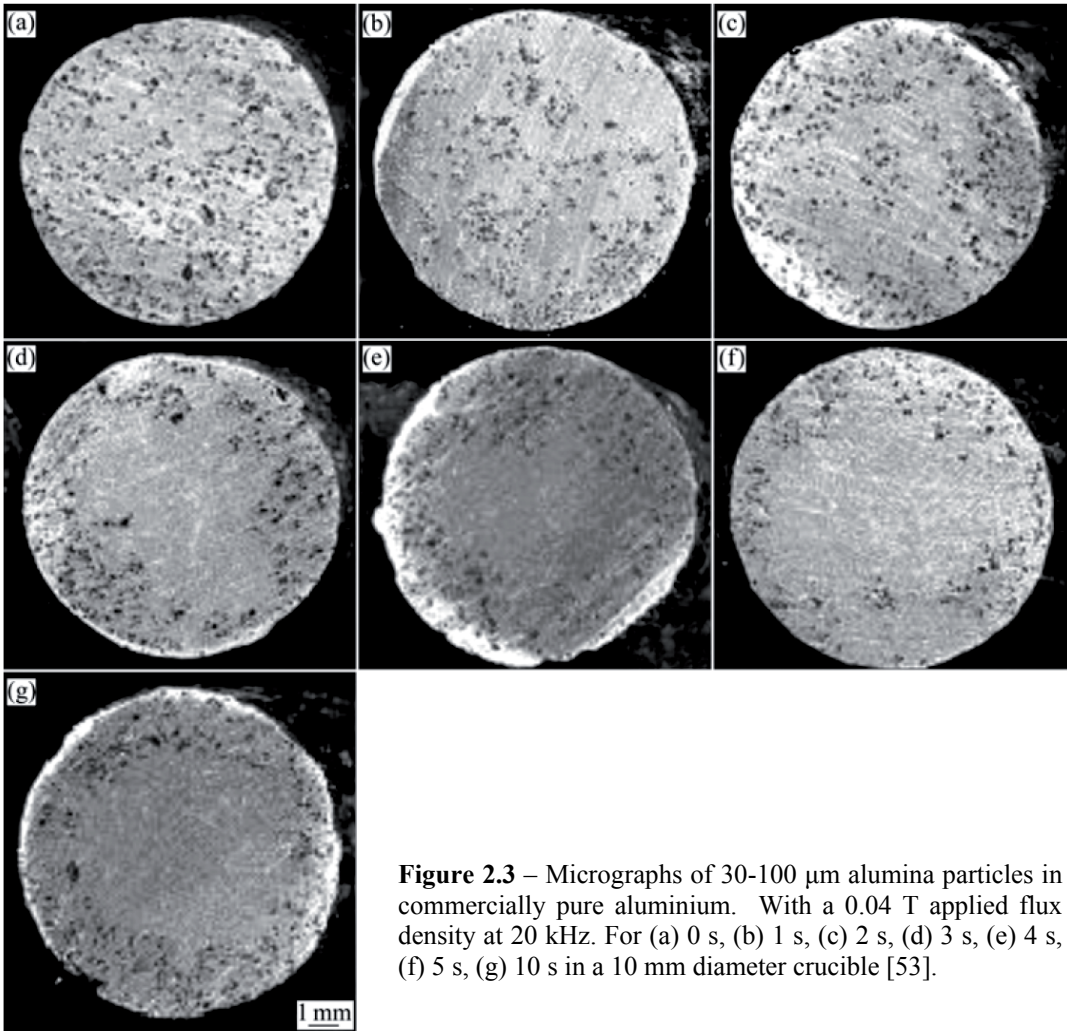 (a)
(b)
(c)
(d)
(e)
(f)
(g)
1 mm
Figure 2.3 – Micrographs of 30-100 μm alumina particles in
commercially pure aluminium. With a 0.04 T applied flux
density at 20 kHz. For (a) 0 s, (b) 1 s, (c) 2 s, (d) 3 s, (e) 4 s,
(f) 5 s, (g) 10 s in a 10 mm diameter crucible [53].